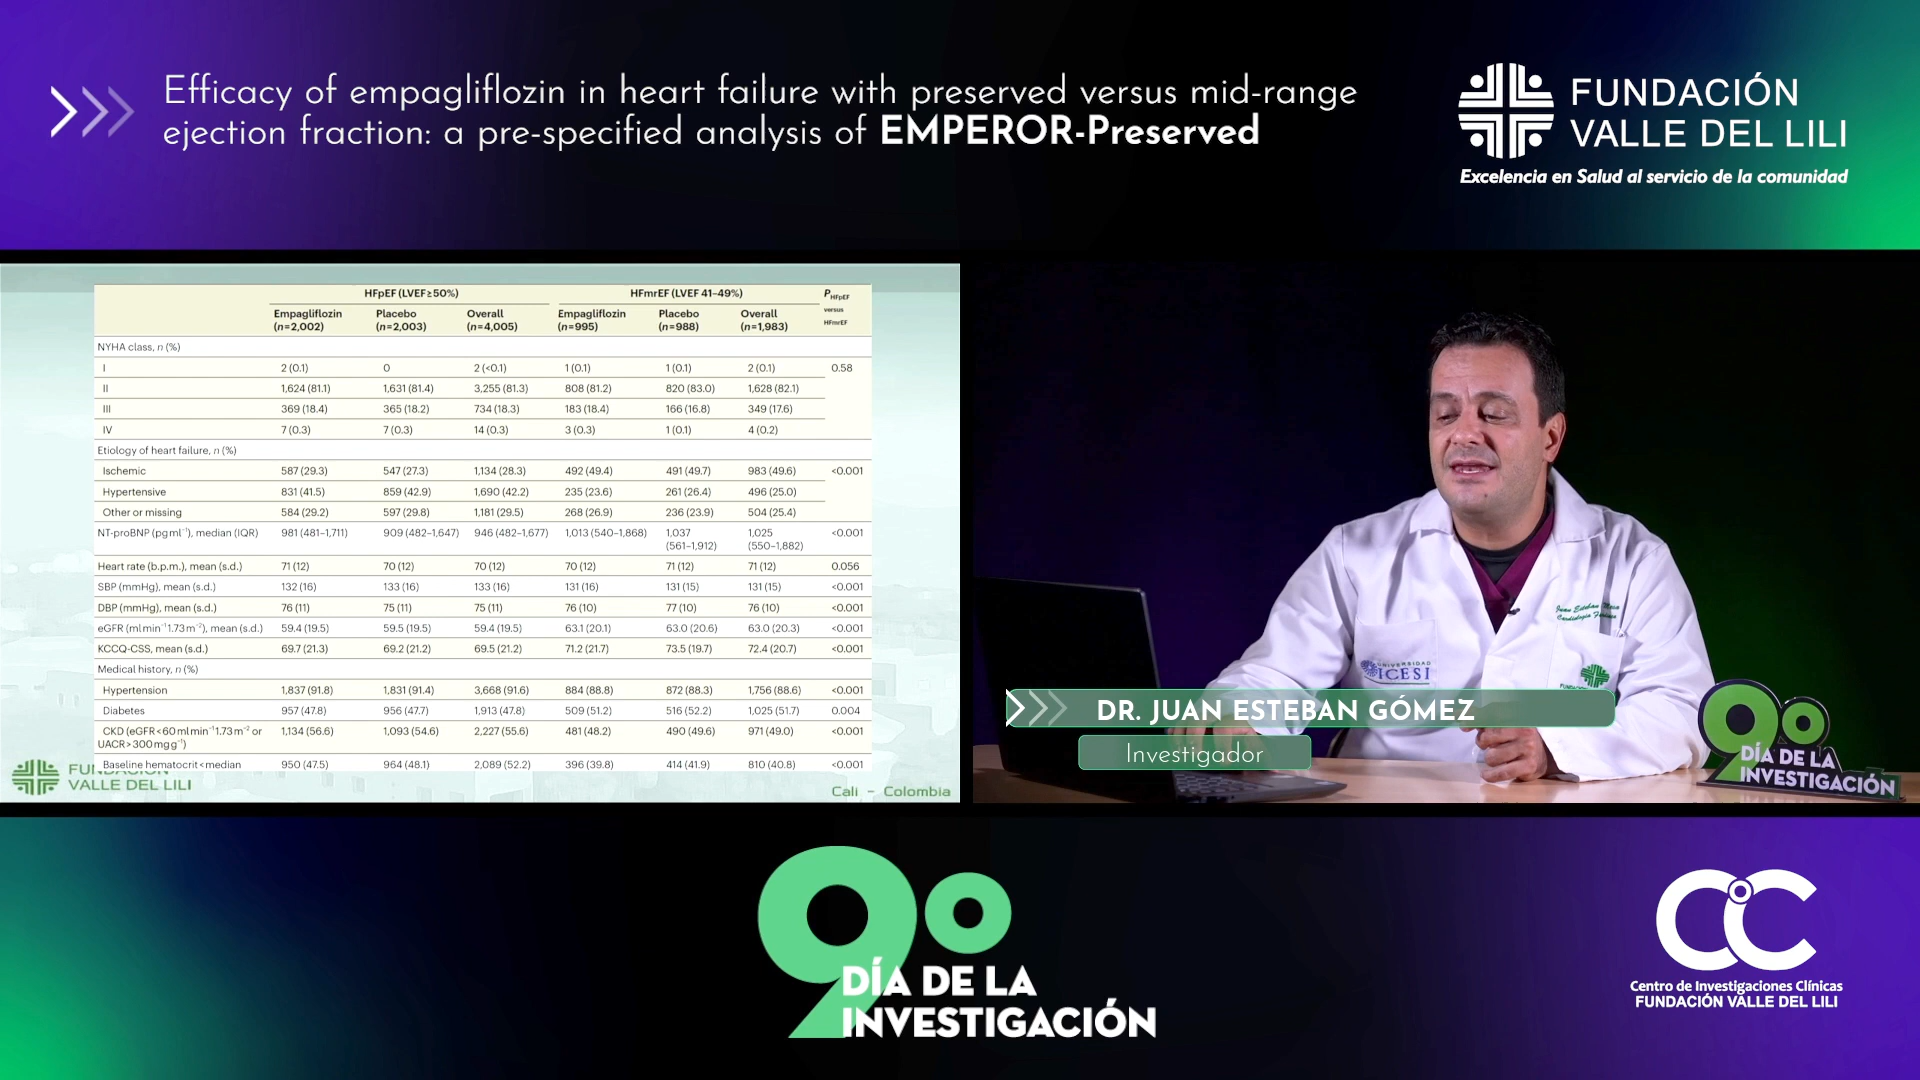 Efficacy of empagliflozin in heart failure with preserved versus mid-range
ejection fraction: a pre-specified analysis of EMPEROR-Preserved
FUNDACIÓN
VALLE DEL LILI
Excelencia en Salud al servicio de la comunidad
HFpEF (LVEF≥50%) HFmrEF (LVEF 41–49%) P HFpEF versus HFmrEF
Empagliflozin (n=2,002) Placebo (n=2,003) Overall (n=4,005) Empagliflozin (n=995) Placebo (n=988) Overall (n=1,983)
NYHA class, n (%)
I 2 (0.1) 0 2 (<0.1) 1 (0.1) 1 (0.1) 2 (0.1) 0.58
II 1,624 (81.1) 1,631 (81.4) 3,255 (81.3) 808 (81.2) 820 (83.0) 1,628 (82.1)
III 369 (18.4) 365 (18.2) 734 (18.3) 183 (18.4) 166 (16.8) 349 (17.6)
IV 7 (0.3) 7 (0.3) 14 (0.3) 3 (0.3) 1 (0.1) 4 (0.2)
Etiology of heart failure, n (%)
Ischemic 587 (29.3) 547 (27.3) 1,134 (28.3) 492 (49.4) 491 (49.7) 983 (49.6) <0.001
Hypertensive 831 (41.5) 859 (42.9) 1,690 (42.2) 235 (23.6) 261 (26.4) 496 (25.0)
Other or missing 584 (29.2) 597 (29.8) 1,181 (29.5) 268 (26.9) 236 (23.9) 504 (25.4)
NT-proBNP (pg ml⁻¹), median (IQR) 981 (481–1,711) 909 (482–1,647) 946 (482–1,677) 1,013 (540–1,868) 1,037 (561–1,912) 1,025 (550–1,882) <0.001
Heart rate (b.p.m.), mean (s.d.) 71 (12) 70 (12) 70 (12) 70 (12) 71 (12) 71 (12) 0.056
SBP (mmHg), mean (s.d.) 132 (16) 133 (16) 133 (16) 131 (16) 131 (15) 131 (15) <0.001
DBP (mmHg), mean (s.d.) 76 (11) 75 (11) 75 (11) 76 (10) 77 (10) 76 (10) <0.001
eGFR (ml min⁻¹ 1.73 m⁻²), mean (s.d.) 59.4 (19.5) 59.5 (19.5) 59.4 (19.5) 63.1 (20.1) 63.0 (20.6) 63.0 (20.3) <0.001
KCCQ-CSS, mean (s.d.) 69.7 (21.3) 69.2 (21.2) 69.5 (21.2) 71.2 (21.7) 73.5 (19.7) 72.4 (20.7) <0.001
Medical history, n (%)
Hypertension 1,837 (91.8) 1,831 (91.4) 3,668 (91.6) 884 (88.8) 872 (88.3) 1,756 (88.6) <0.001
Diabetes 957 (47.8) 956 (47.7) 1,913 (47.8) 509 (51.2) 516 (52.2) 1,025 (51.7) 0.004
CKD (eGFR<60 ml min⁻¹ 1.73 m⁻² or 1,134 (56.6) 1,093 (54.6) 2,227 (55.6) 481 (48.2) 490 (49.6) 971 (49.0) <0.001
UACR>300 mg g⁻¹)
Baseline hematocrit<median 950 (47.5) 964 (48.1) 2,089 (52.2) 396 (39.8) 414 (41.9) 810 (40.8) <0.001
FUNDACIÓN
VALLE DEL LILI
Cali – Colombia
Juan Esteban
UNIVERSIDAD
ICESI
DR. JUAN ESTEBAN GÓMEZ
Investigador
9º
DÍA DE LA
INVESTIGACIÓN
9º
DÍA DE LA
INVESTIGACIÓN
Centro de Investigaciones Clínicas
FUNDACIÓN VALLE DEL LILI